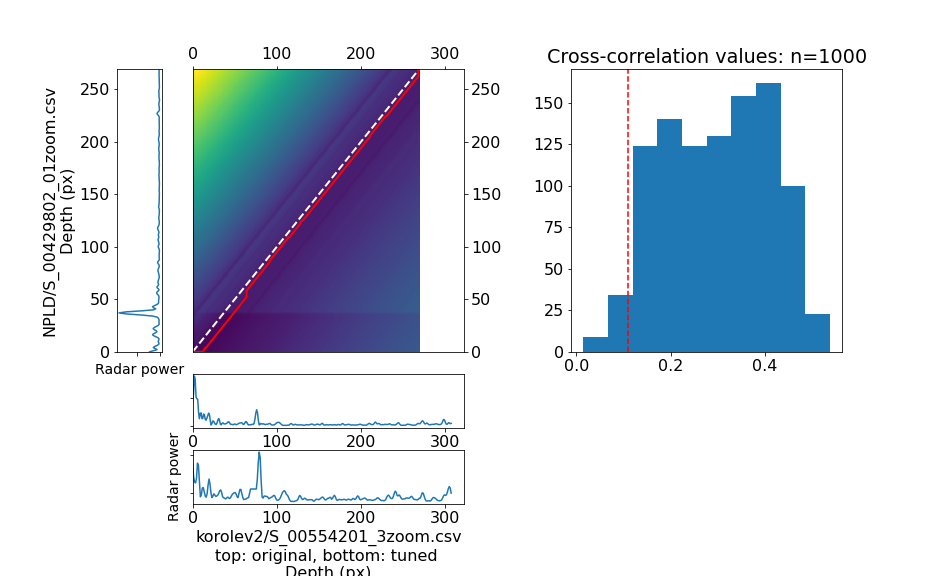 Cross-correlation values: n=1000
0 100 200 300
250 200 150 100 50 0
NPLD/S_00429802_01zoom.csv
Depth (px)
Radar power
250 200 150 100 50 0
150 125 100 75 50 25 0
0.0 0.2 0.4
0 100 200 300
Radar power
0 100 200 300
korolev2/S_00554201_3zoom.csv
top: original, bottom: tuned
Depth (px)